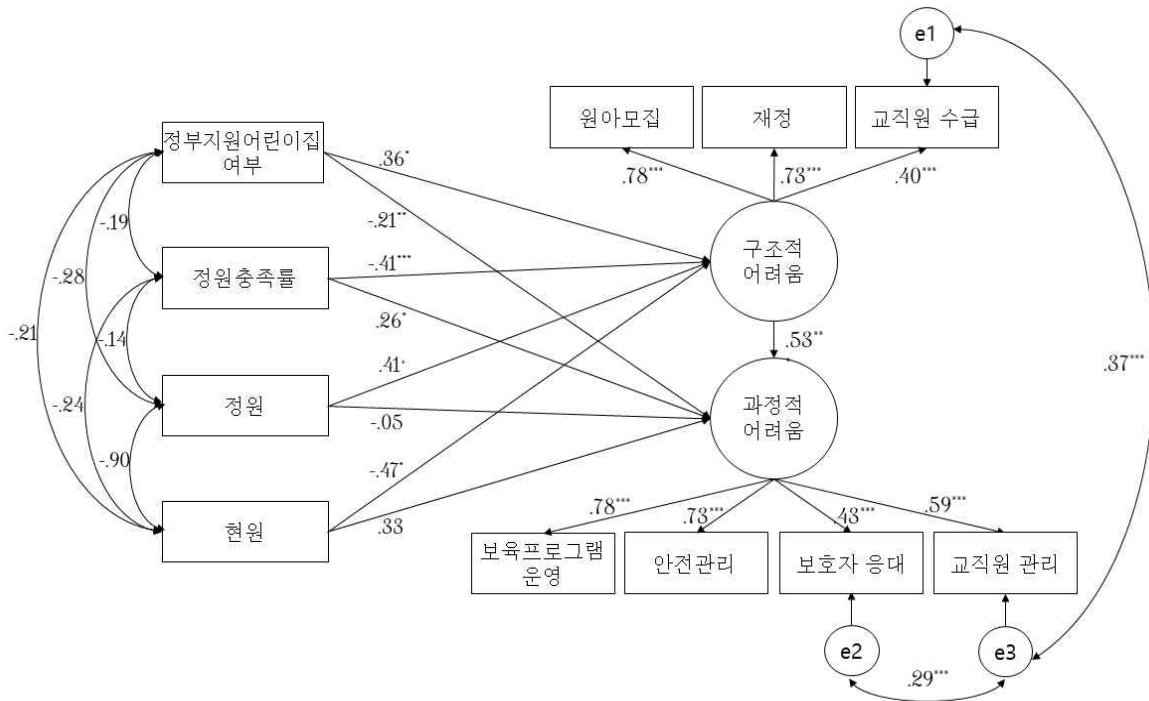 e1
원아모집
재정
교직원 수급
정부지원어린이집
여부
.36*
.78***
.73***
.40***
-.19
-.21**
구조적
어려움
정원충족률
-.41***
-.28
.26*
-.21
-.14
.53**
.37***
.41*
정원
-.05
과정적
어려움
-.24
-.90
-.47*
현원
.33
.78***
.73***
.43***
.59***
보육프로그램
운영
안전관리
보호자 응대
교직원 관리
e2
e3
.29***